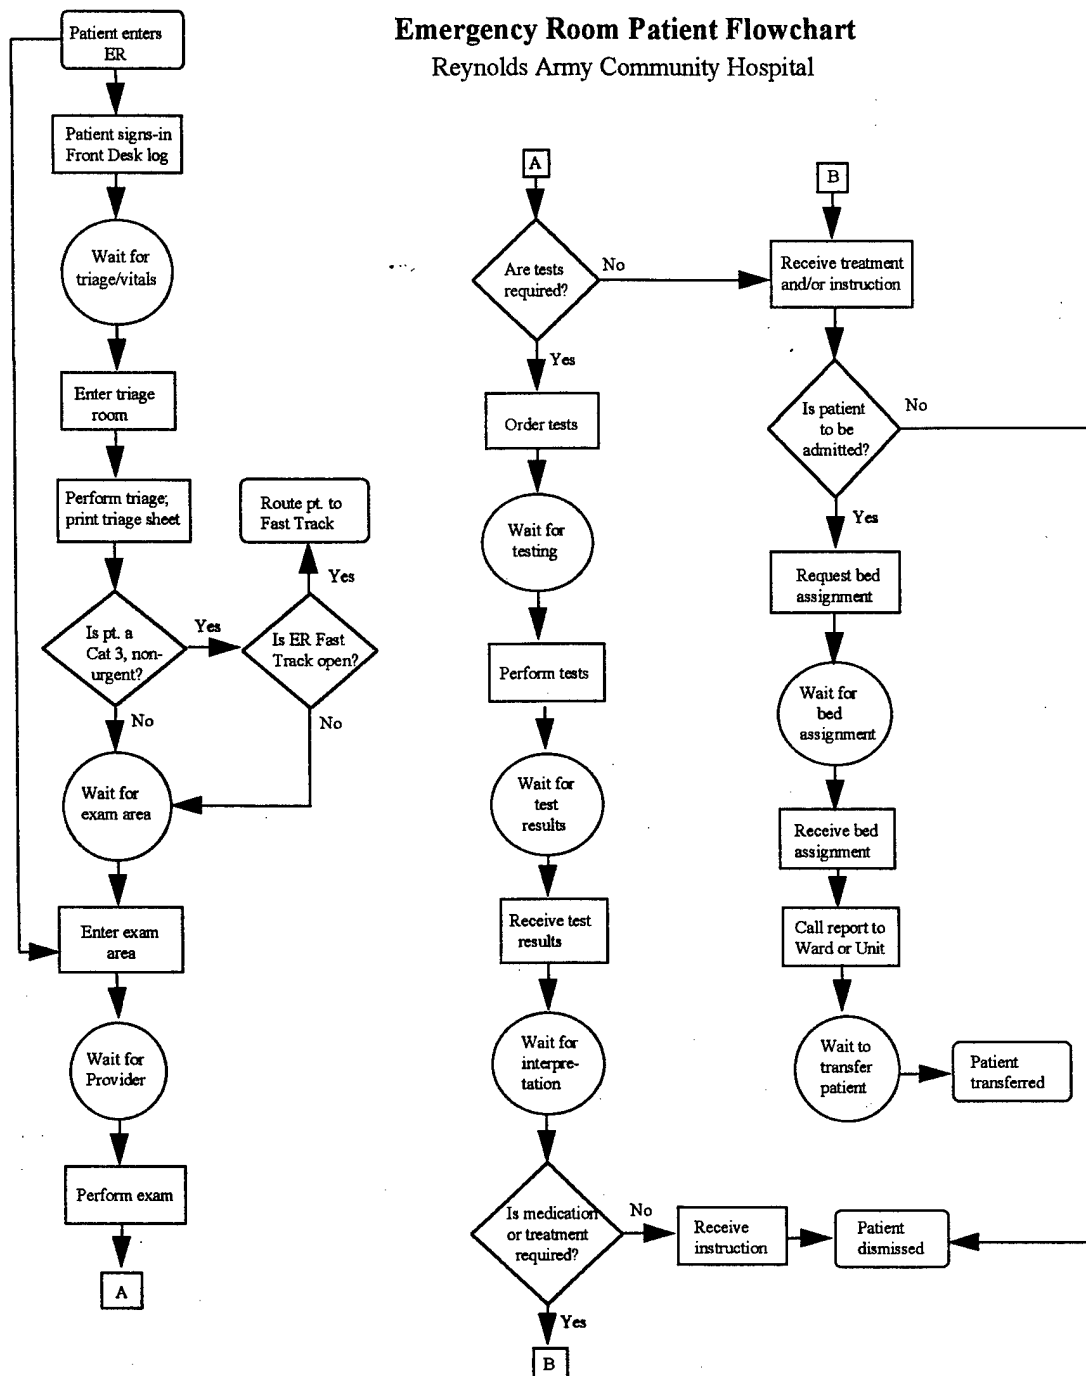 Emergency Room Patient Flowchart
Reynolds Army Community Hospital
Patient enters
ER
Patient signs-in
Front Desk log
Wait for
triage/vitals
Enter triage
room
Perform triage;
print triage sheet
Route pt. to
Fast Track
Yes
Is pt. a
Cat 3, non-
urgent?
Yes
Is ER Fast
Track open?
No
No
Wait for
exam area
Enter exam
area
Wait for
Provider
Perform exam
A
A
Are tests
required?
No
Yes
Order tests
Wait for
testing
Perform tests
Wait for
test
results
Receive test
results
Wait for
interpre-
tation
Is medication
or treatment
required?
No
Receive
instruction
Patient
dismissed
Yes
B
B
Receive treatment
and/or instruction
Is patient
to be
admitted?
No
Yes
Request bed
assignment
Wait for
bed
assignment
Receive bed
assignment
Call report to
Ward or Unit
Wait to
transfer
patient
Patient
transferred